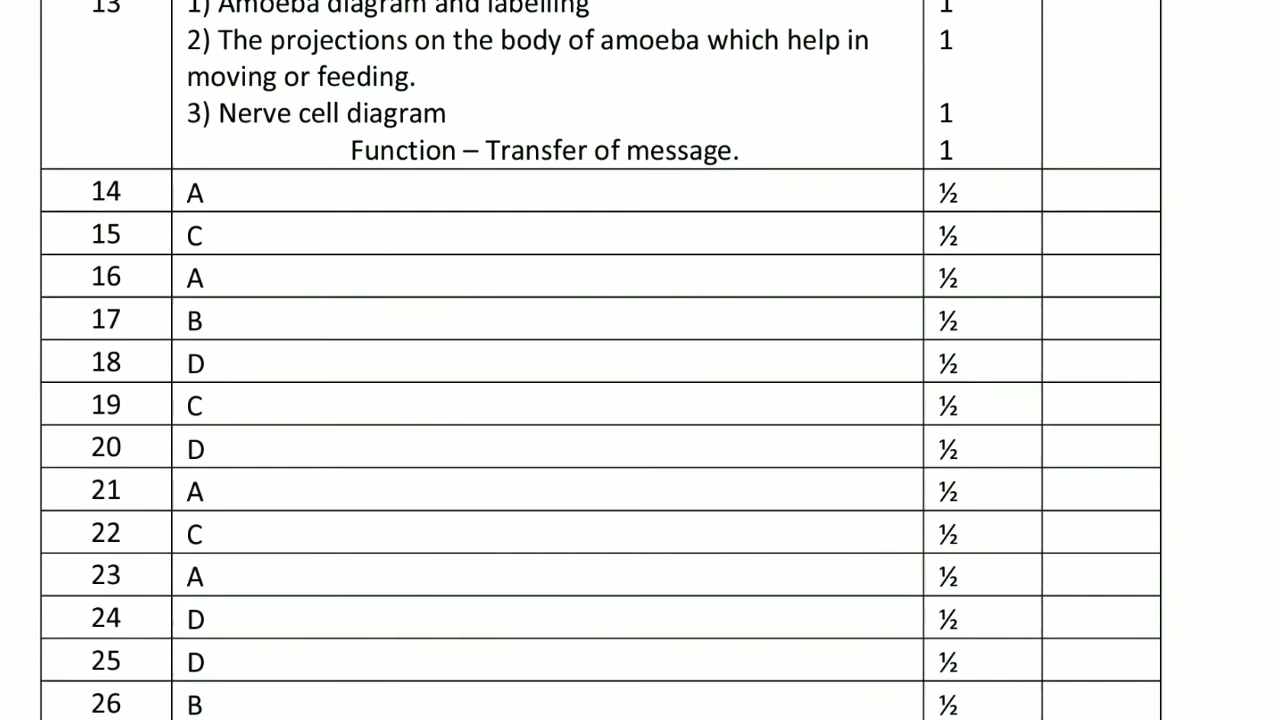 13 1) Amoeba diagram and labelling 1
2) The projections on the body of amoeba which help in 1
moving or feeding.
3) Nerve cell diagram 1
Function – Transfer of message. 1
14 A ½
15 C ½
16 A ½
17 B ½
18 D ½
19 C ½
20 D ½
21 A ½
22 C ½
23 A ½
24 D ½
25 D ½
26 B ½